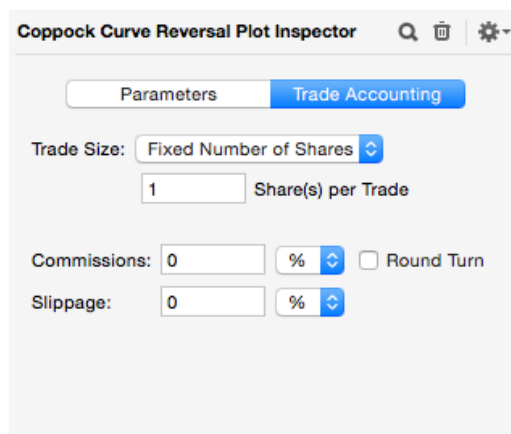 Coppock Curve Reversal Plot Inspector
Parameters Trade Accounting
Trade Size: Fixed Number of Shares
1 Share(s) per Trade
Commissions: 0 % Round Turn
Slippage: 0 %